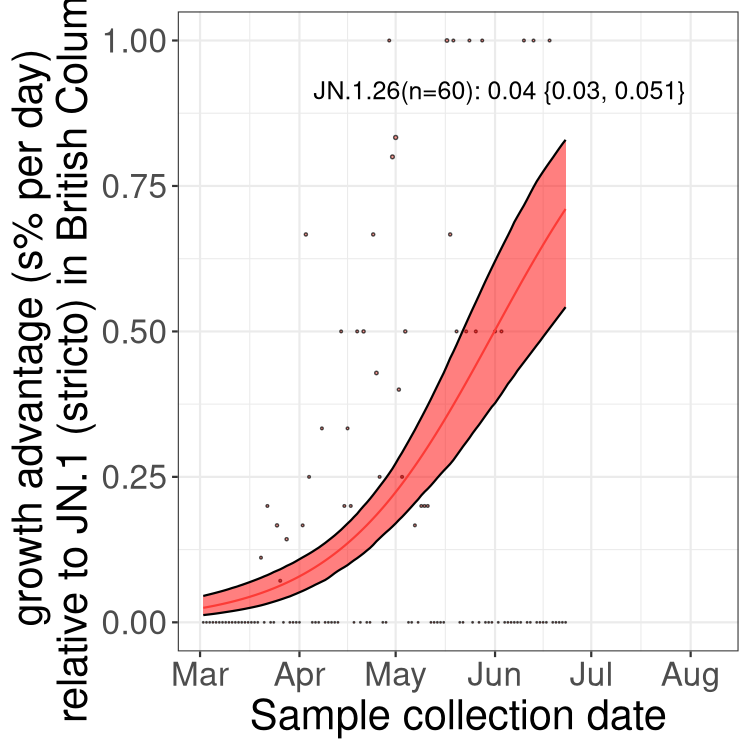 growth advantage (s% per day)
relative to JN.1 (stricto) in British Colum
1.00
0.75
0.50
0.25
0.00
JN.1.26(n=60): 0.04 {0.03, 0.051}
Mar Apr May Jun Jul Aug
Sample collection date